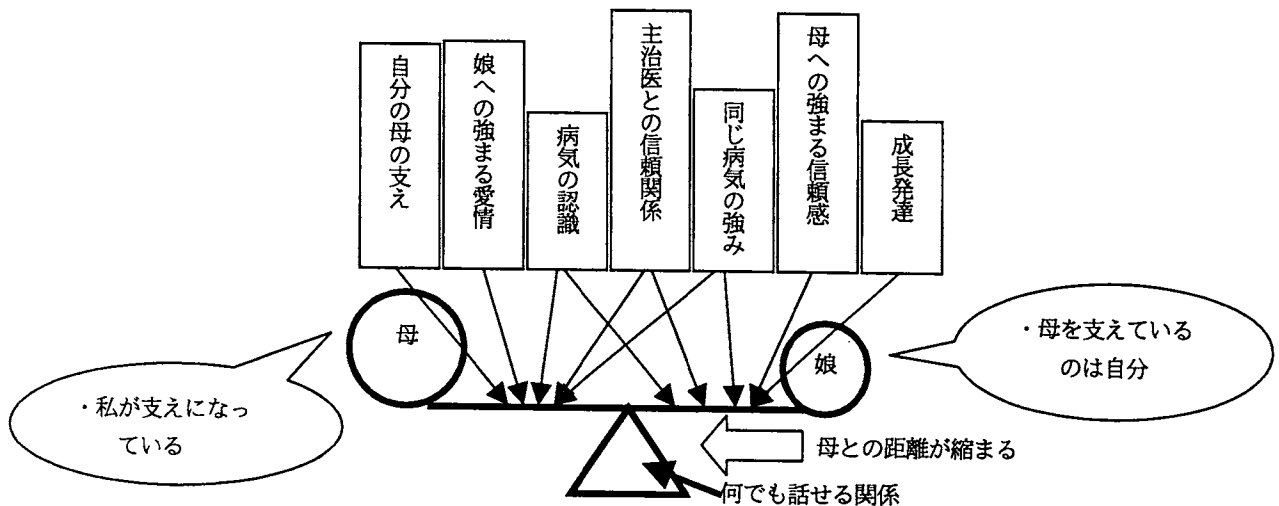 自分の母の支え
娘への強まる愛情
病気の認識
主治医との信頼関係
同じ病気の強み
母への強まる信頼感
成長発達
母
娘
・私が支えになっ
ている
・母を支えている
のは自分
母との距離が縮まる
何でも話せる関係